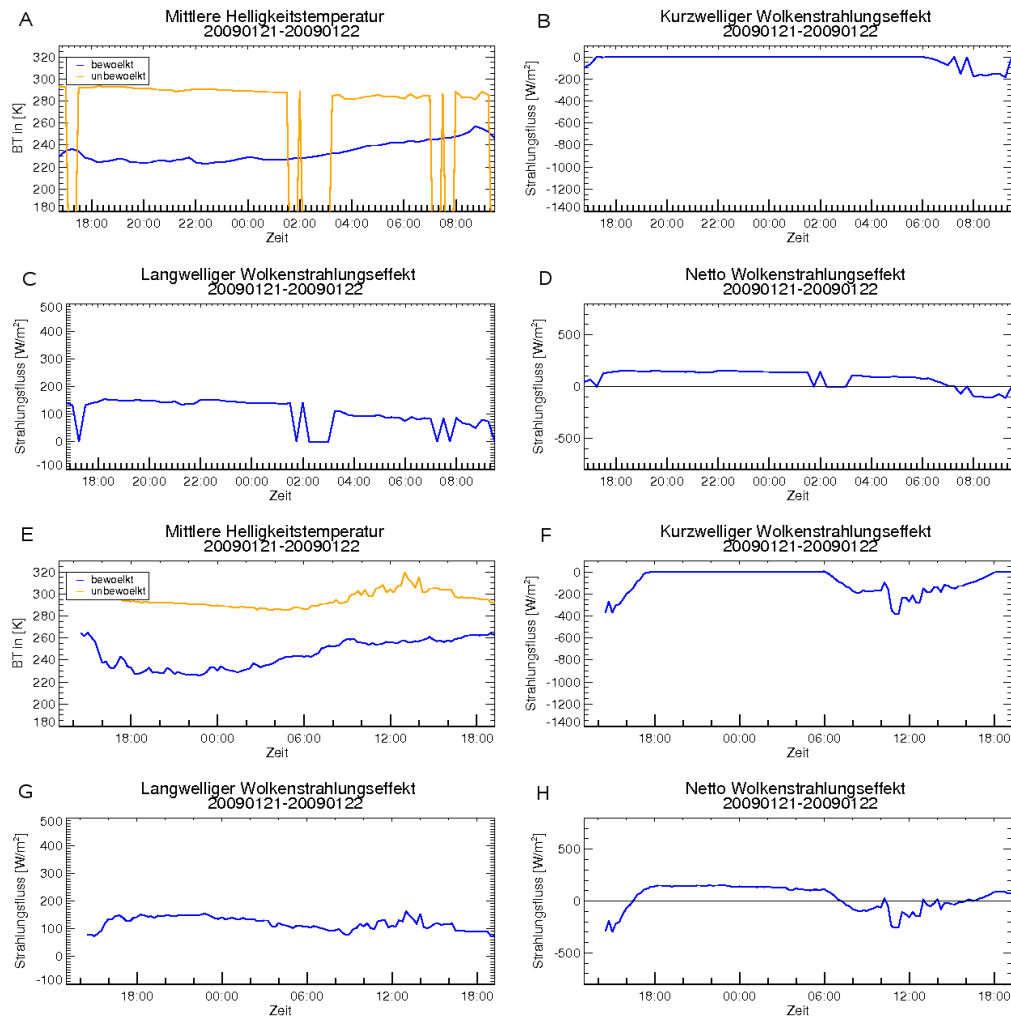 A
Mittlere Helligkeitstemperatur
20090121-20090122
BT in [K]
320
290
260
240
220
200
180
bewoelkt
unbewoelkt
18:00 20:00 22:00 00:00 02:00 04:00 06:00 08:00
Zeit
B
Kurzwelliger Wolkenstrahlungseffekt
20090121-20090122
Strahlungsfluss [W/m²]
0
-200
-400
-600
-800
-1000
-1200
-1400
18:00 20:00 22:00 00:00 02:00 04:00 06:00 08:00
Zeit
C
Langwelliger Wolkenstrahlungseffekt
20090121-20090122
Strahlungsfluss [W/m²]
500
400
300
200
100
0
-100
18:00 20:00 22:00 00:00 02:00 04:00 06:00 08:00
Zeit
D
Netto Wolkenstrahlungseffekt
20090121-20090122
Strahlungsfluss [W/m²]
500
0
-500
18:00 20:00 22:00 00:00 02:00 04:00 06:00 08:00
Zeit
E
Mittlere Helligkeitstemperatur
20090121-20090122
BT in [K]
320
300
280
260
240
220
200
180
bewoelkt
unbewoelkt
18:00 00:00 06:00 12:00 18:00
Zeit
F
Kurzwelliger Wolkenstrahlungseffekt
20090121-20090122
Strahlungsfluss [W/m²]
0
-200
-400
-600
-800
-1000
-1200
-1400
18:00 00:00 06:00 12:00 18:00
Zeit
G
Langwelliger Wolkenstrahlungseffekt
20090121-20090122
Strahlungsfluss [W/m²]
500
400
300
200
100
0
-100
18:00 00:00 06:00 12:00 18:00
Zeit
H
Netto Wolkenstrahlungseffekt
20090121-20090122
Strahlungsfluss [W/m²]
500
0
-500
18:00 00:00 06:00 12:00 18:00
Zeit